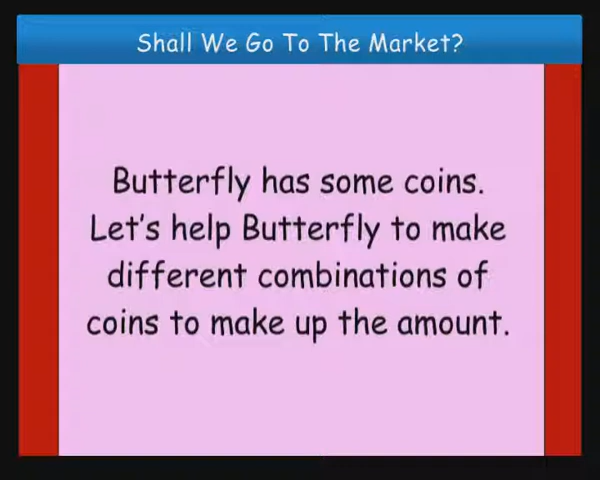 Shall We Go To The Market?
Butterfly has some coins.
Let's help Butterfly to make
different combinations of
coins to make up the amount.